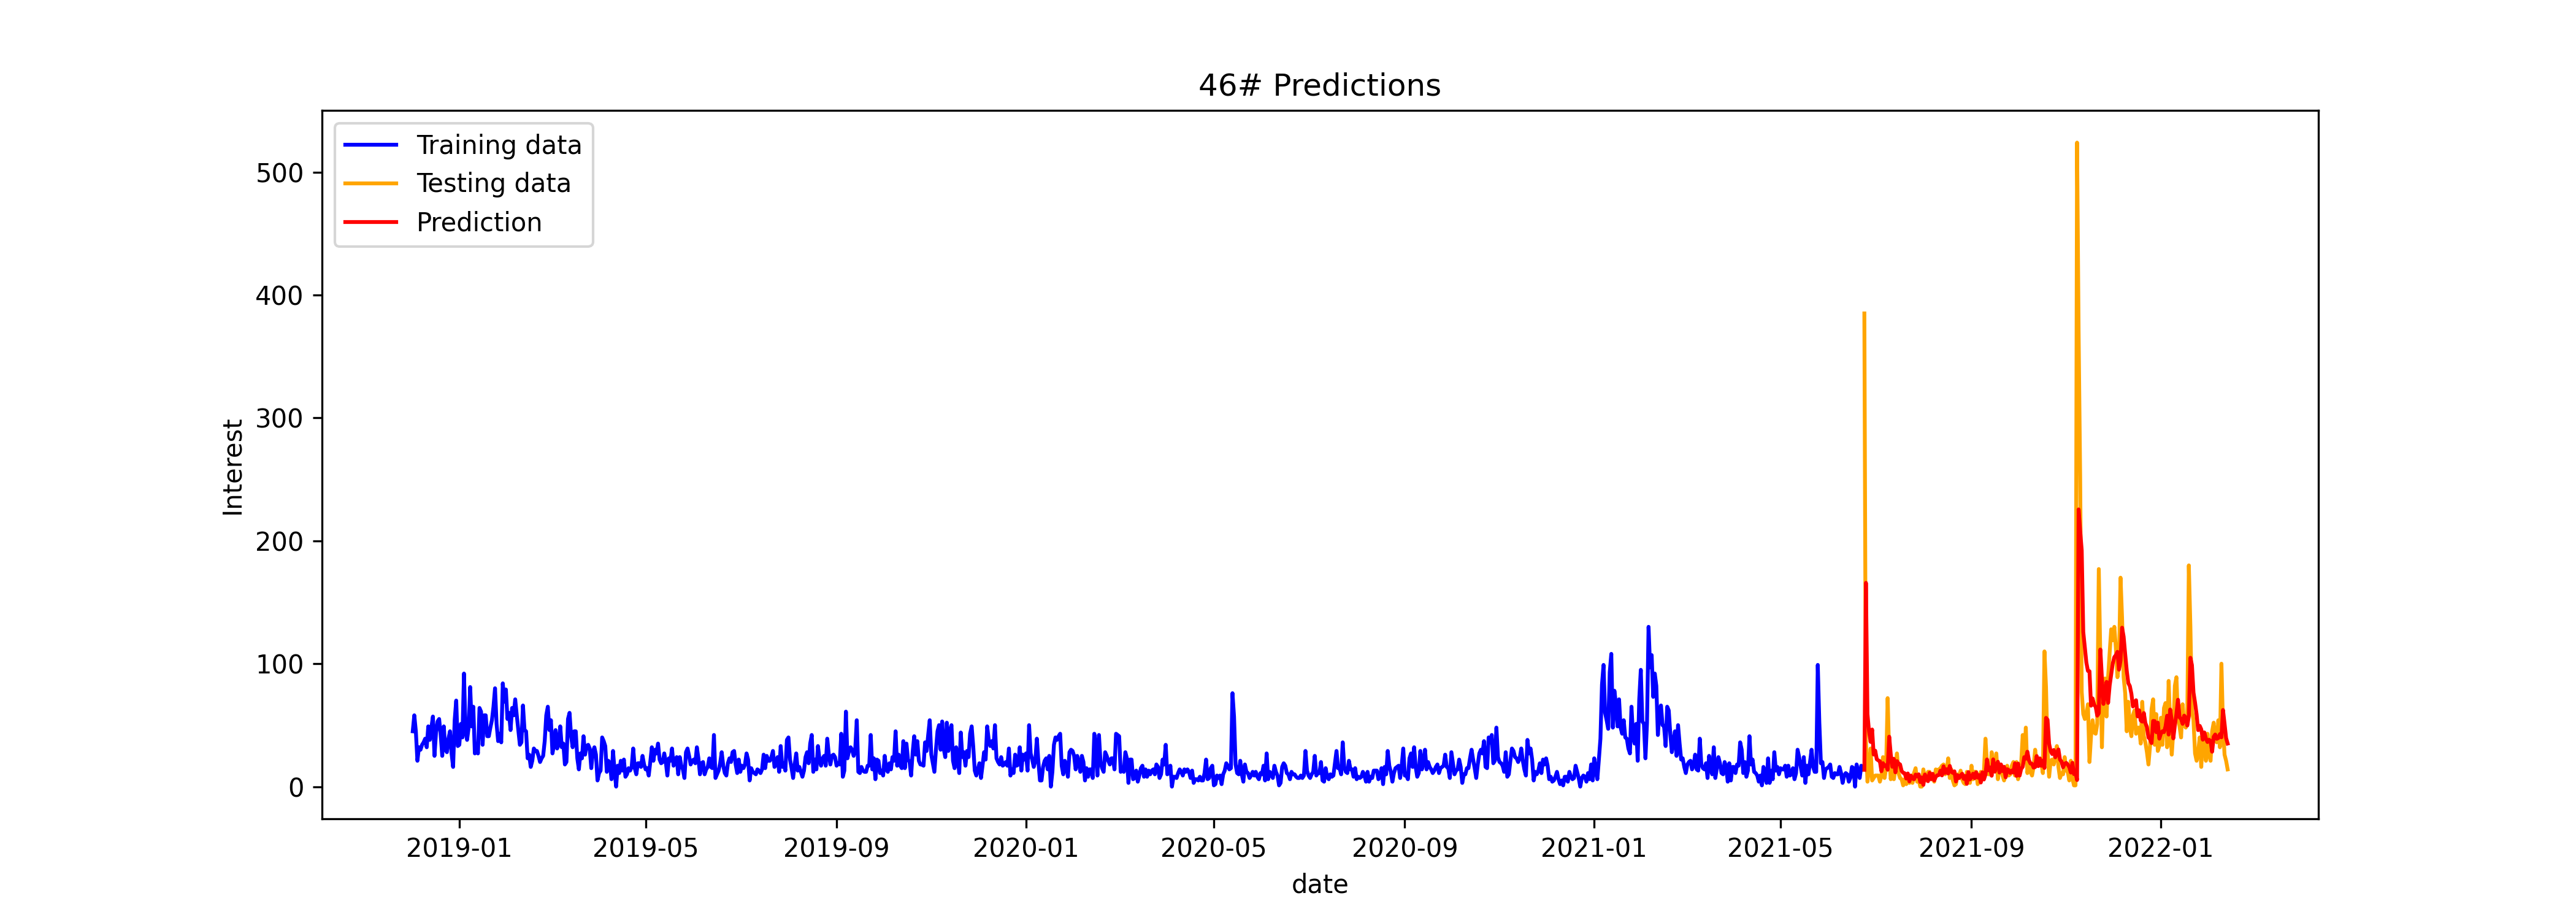 46# Predictions
Training data
Testing data
Prediction
500
400
300
200
100
0
Interest
2019-01 2019-05 2019-09 2020-01 2020-05 2020-09 2021-01 2021-05 2021-09 2022-01
date